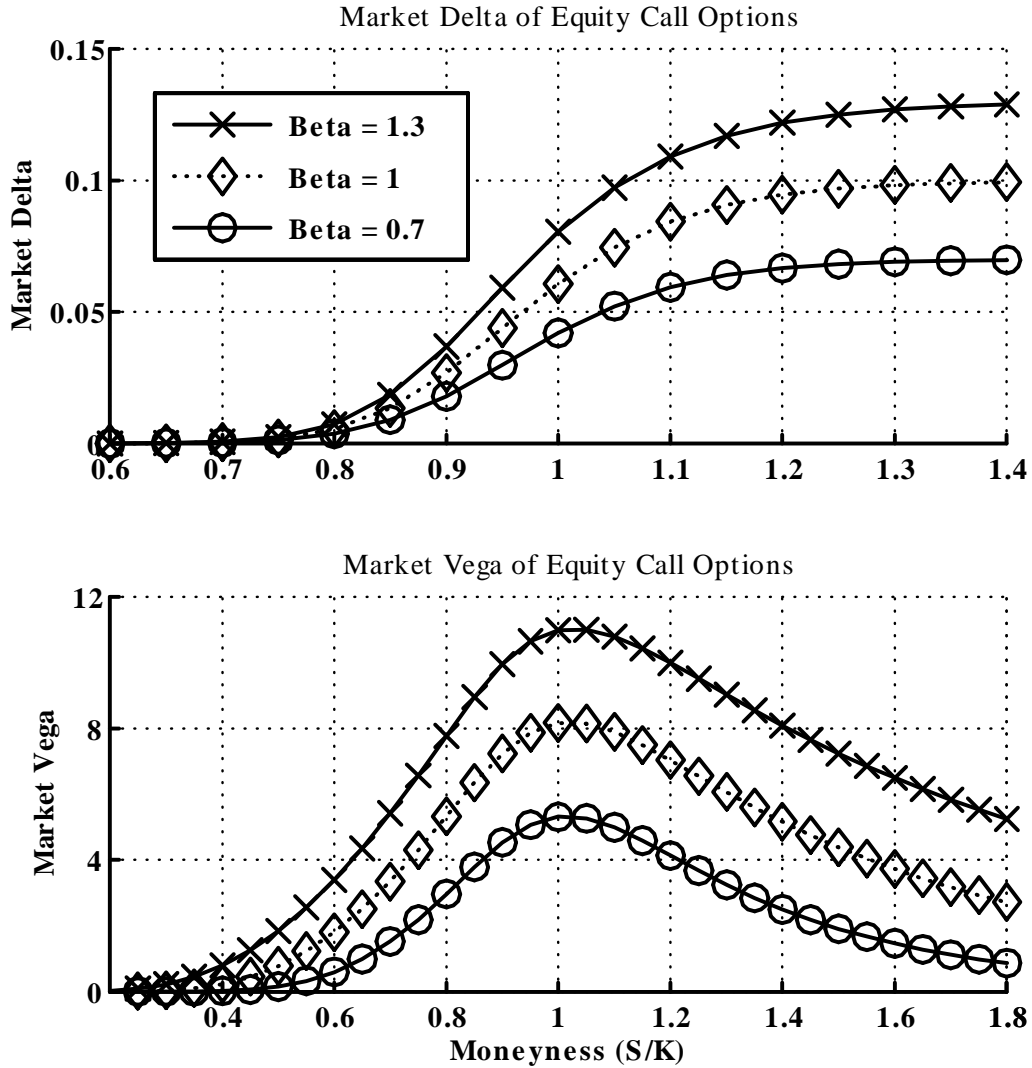 Market Delta of Equity Call Options
0.15
0.1
0.05
0
Market Delta
Beta = 1.3
Beta = 1
Beta = 0.7
0.6 0.7 0.8 0.9 1 1.1 1.2 1.3 1.4
Market Vega of Equity Call Options
12
8
4
0
Market Vega
0.4 0.6 0.8 1 1.2 1.4 1.6 1.8
Moneyness (S/K)